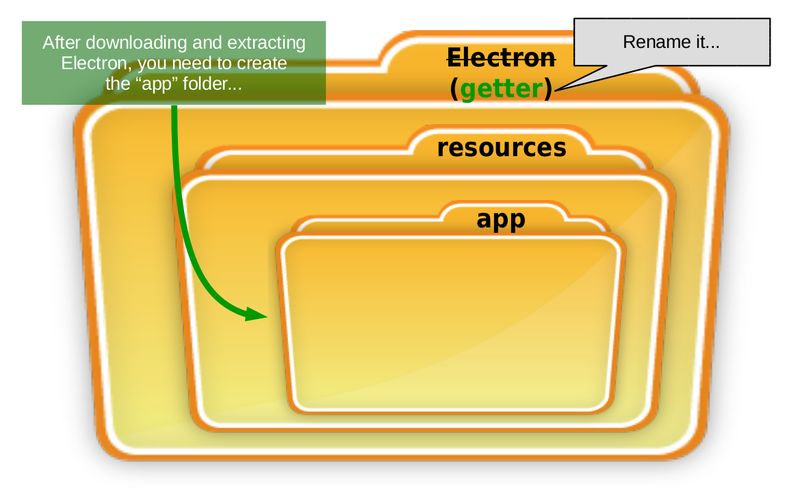 After downloading and extracting
Electron, you need to create
the “app” folder...
Electron
(getter)
Rename it...
resources
app